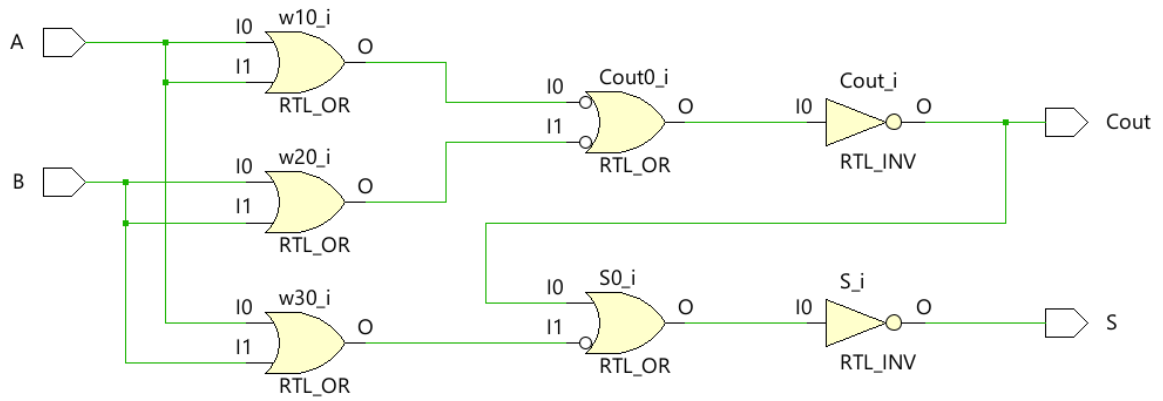 w10_i
A
I0
O
I1
RTL_OR
Cout0_i
I0
O
I1
RTL_OR
Cout_i
I0
O
RTL_INV
Cout
w20_i
B
I0
O
I1
RTL_OR
w30_i
I0
O
I1
RTL_OR
S0_i
I0
O
I1
RTL_OR
S_i
I0
O
RTL_INV
S